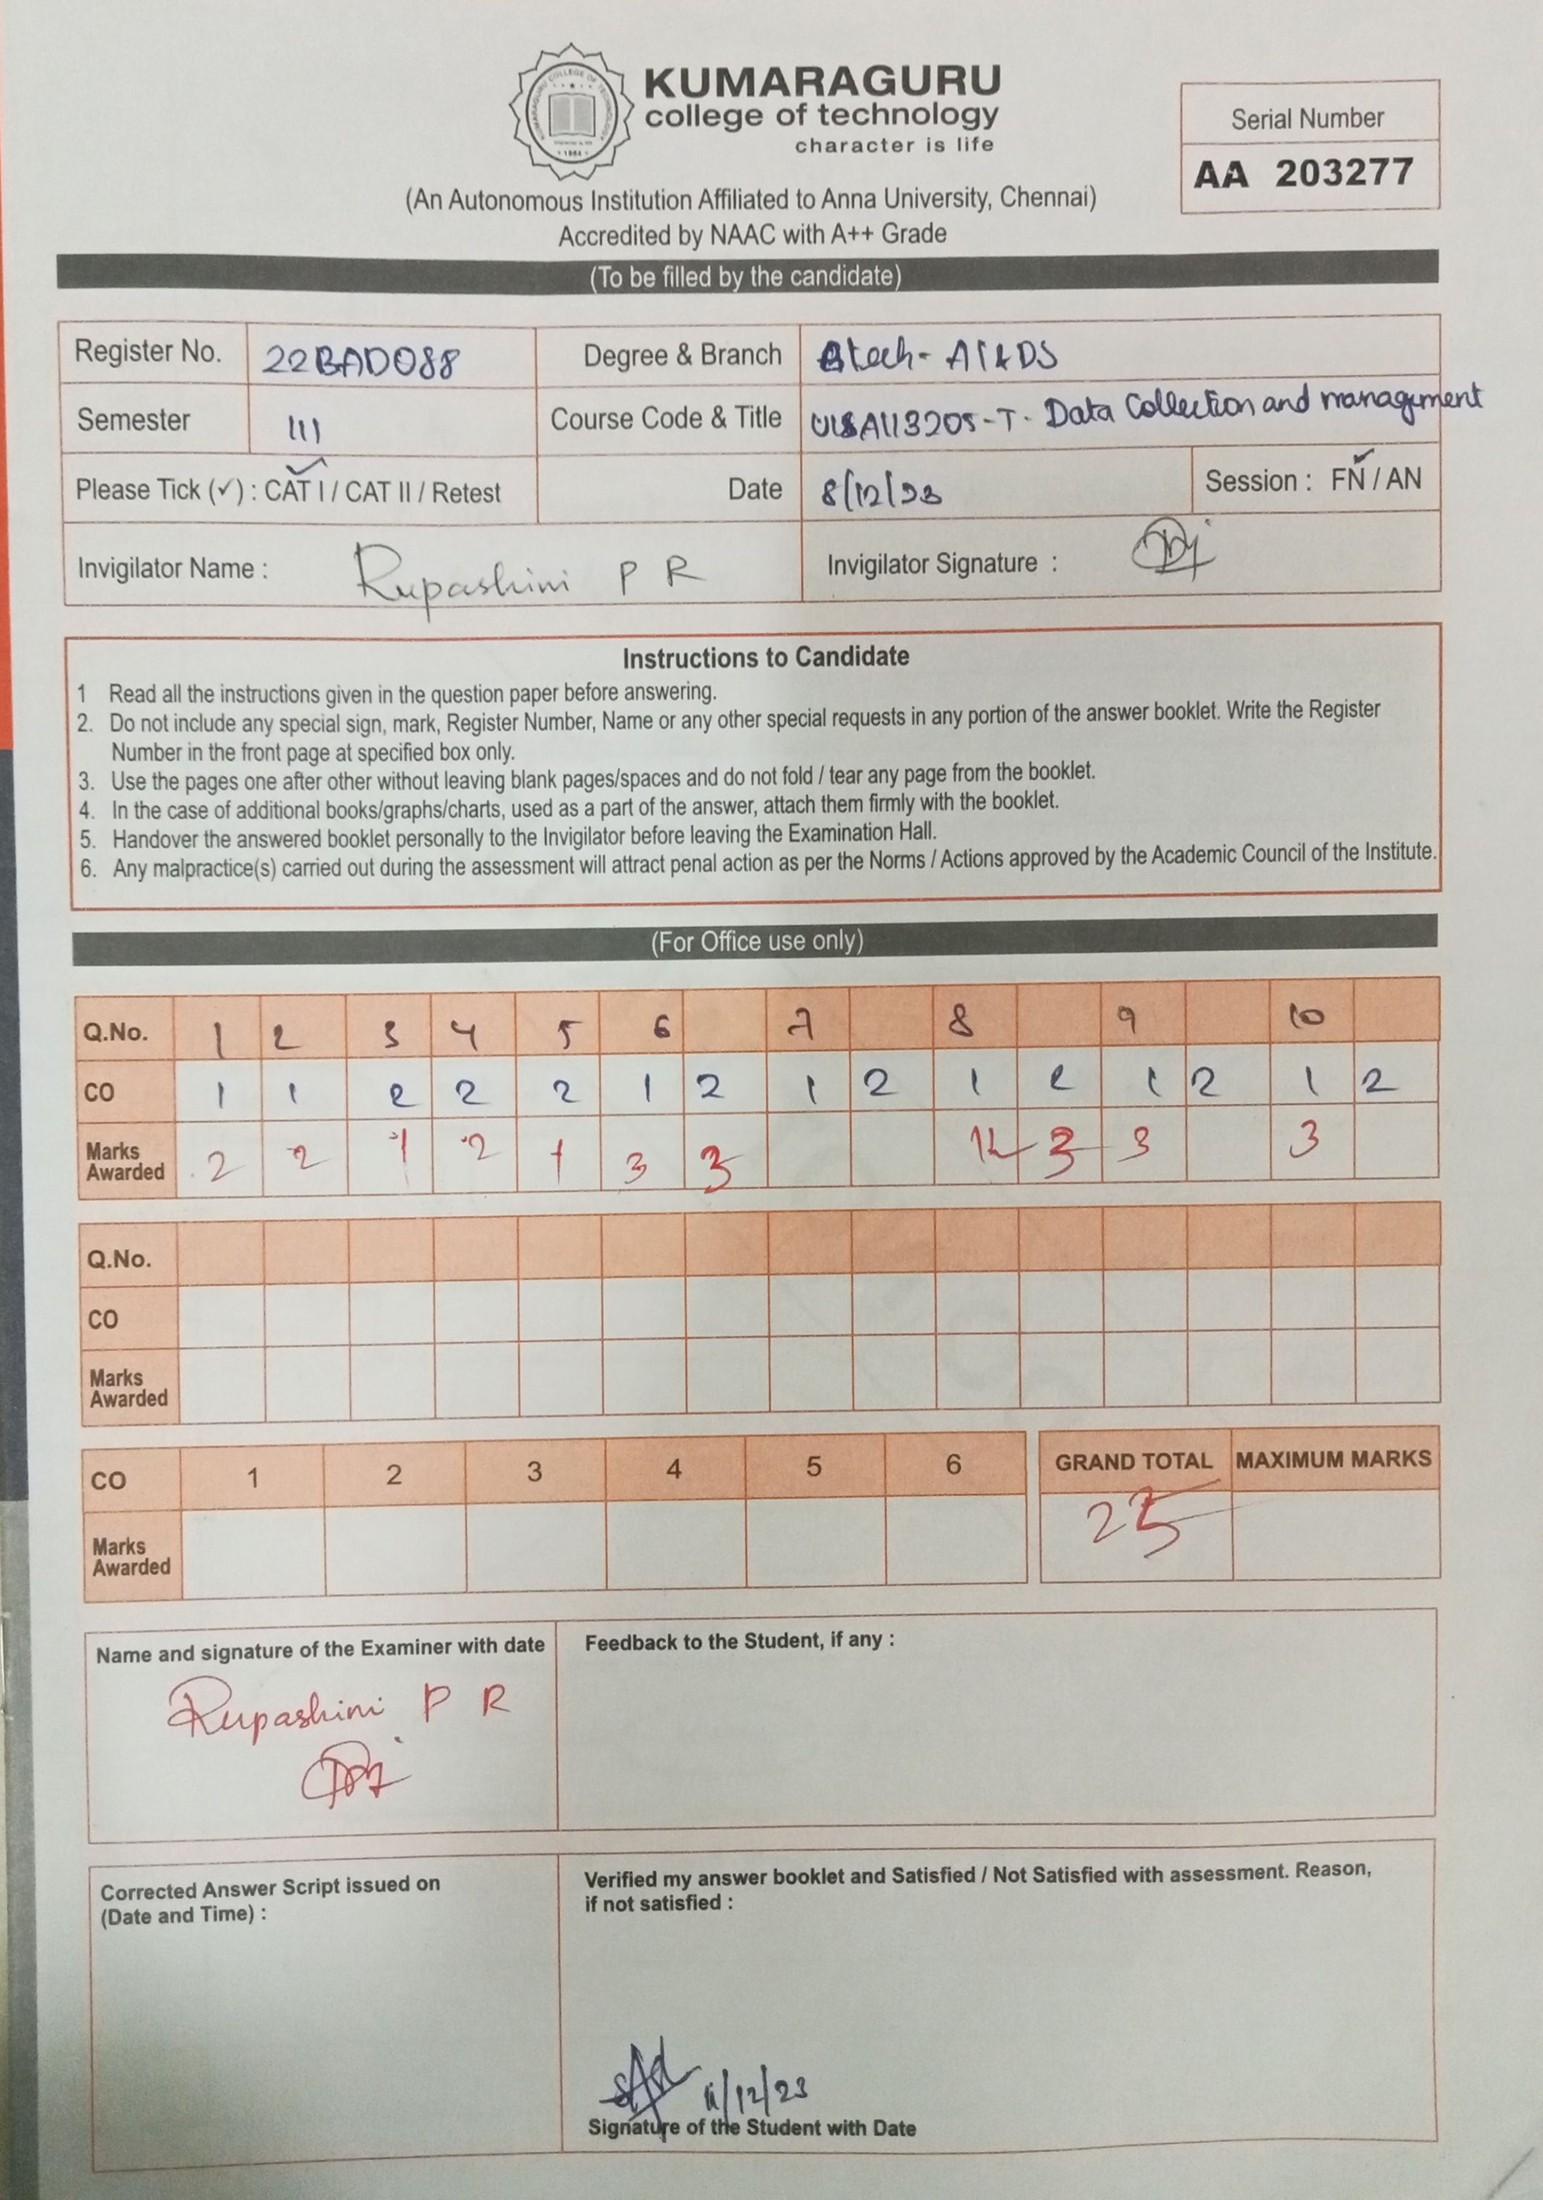 KUMARAGURU
college of technology
character is life
KUMARAGURU COLLEGE OF TECHNOLOGY
1984
Serial Number
AA 203277
(An Autonomous Institution Affiliated to Anna University, Chennai)
Accredited by NAAC with A++ Grade
(To be filled by the candidate)
Register No. 22BAD088 Degree & Branch Btech- AI&DS
Semester III Course Code & Title Data Collection and management
Please Tick (✓) : CAT I / CAT II / Retest Date 8/12/23 Session : FN / AN
Invigilator Name : Rupashini P R Invigilator Signature :
Instructions to Candidate
1 Read all the instructions given in the question paper before answering.
2. Do not include any special sign, mark, Register Number, Name or any other special requests in any portion of the answer booklet. Write the Register
Number in the front page at specified box only.
3. Use the pages one after other without leaving blank pages/spaces and do not fold / tear any page from the booklet.
4. In the case of additional books/graphs/charts, used as a part of the answer, attach them firmly with the booklet.
5. Handover the answered booklet personally to the Invigilator before leaving the Examination Hall.
6. Any malpractice(s) carried out during the assessment will attract penal action as per the Norms / Actions approved by the Academic Council of the Institute.
(For Office use only)
Q.No. 1 2 3 4 5 6 7 8 9 10
CO 1 1 2 2 2 1 2 1 2 1 2 1 2 1 2
Marks
Awarded 2 2 1 2 1 3 3 3 3 3
Q.No.
CO
Marks
Awarded
CO 1 2 3 4 5 6 GRAND TOTAL MAXIMUM MARKS
Marks
Awarded 25
Name and signature of the Examiner with date
Rupashini P R
Feedback to the Student, if any :
Corrected Answer Script issued on
(Date and Time) :
Verified my answer booklet and Satisfied / Not Satisfied with assessment. Reason,
if not satisfied :
11/12/23
Signature of the Student with Date